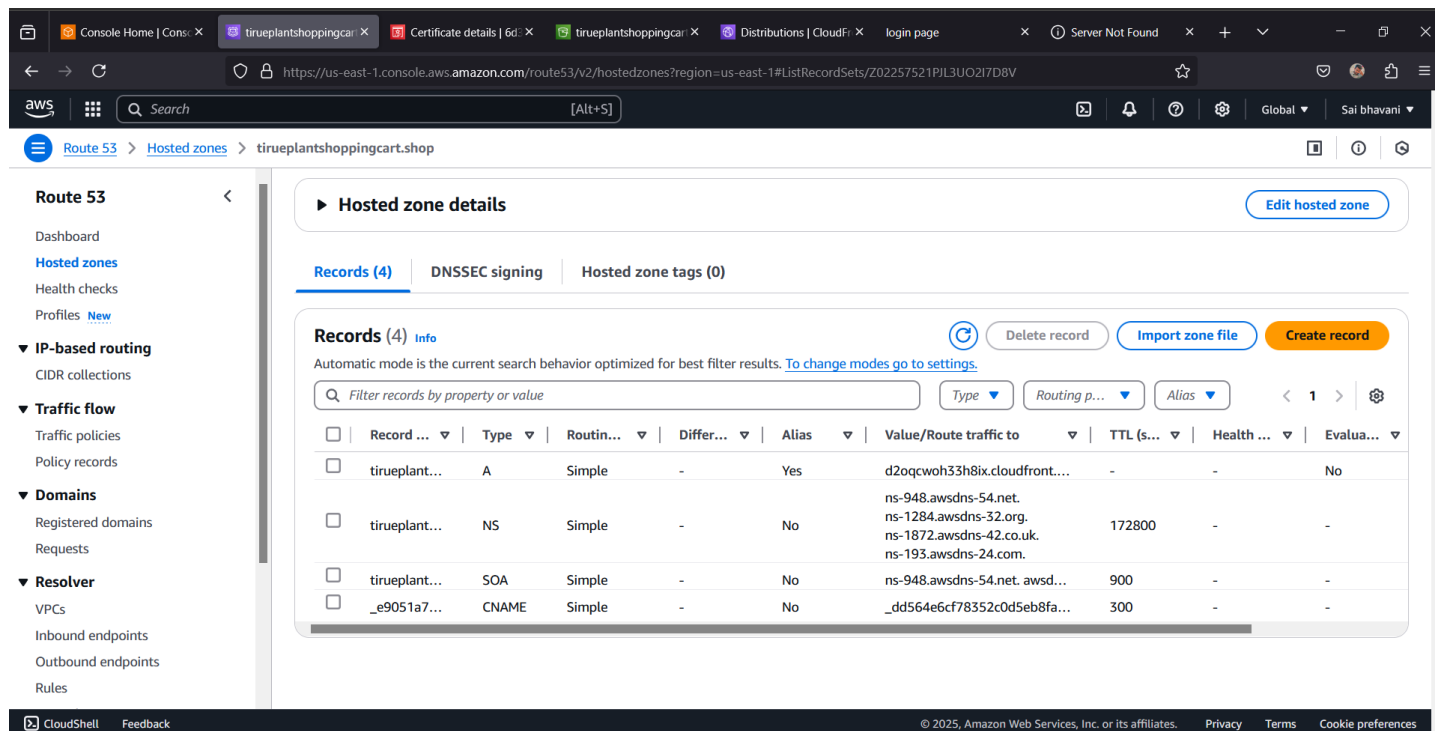 Console Home | Consc
tirueplantshoppingcar
Certificate details | 6d3
tirueplantshoppingcar
Distributions | CloudFr
login page
Server Not Found
https://us-east-1.console.aws.amazon.com/route53/v2/hostedzones?region=us-east-1#ListRecordSets/Z02257521PJL3UO2I7D8V
aws
Search
[Alt+S]
Global
Sai bhavani
Route 53 > Hosted zones > tirueplantshoppingcart.shop
Route 53
Dashboard
Hosted zones
Health checks
Profiles New
IP-based routing
CIDR collections
Traffic flow
Traffic policies
Policy records
Domains
Registered domains
Requests
Resolver
VPCs
Inbound endpoints
Outbound endpoints
Rules
Hosted zone details
Edit hosted zone
Records (4)
DNSSEC signing
Hosted zone tags (0)
Records (4) Info
Delete record
Import zone file
Create record
Automatic mode is the current search behavior optimized for best filter results. To change modes go to settings.
Filter records by property or value
Type
Routing p...
Alias
1
Record ... Type Routin... Differ... Alias Value/Route traffic to TTL (s... Health ... Evalua...
tirueplant... A Simple - Yes d2oqcwoh33h8ix.cloudfront.... - - No
tirueplant... NS Simple - No ns-948.awsdns-54.net.
ns-1284.awsdns-32.org.
ns-1872.awsdns-42.co.uk.
ns-193.awsdns-24.com.
172800 - -
tirueplant... SOA Simple - No ns-948.awsdns-54.net. awsd... 900 - -
_e9051a7... CNAME Simple - No _dd564e6cf78352c0d5eb8fa... 300 - -
CloudShell
Feedback
© 2025, Amazon Web Services, Inc. or its affiliates.
Privacy
Terms
Cookie preferences